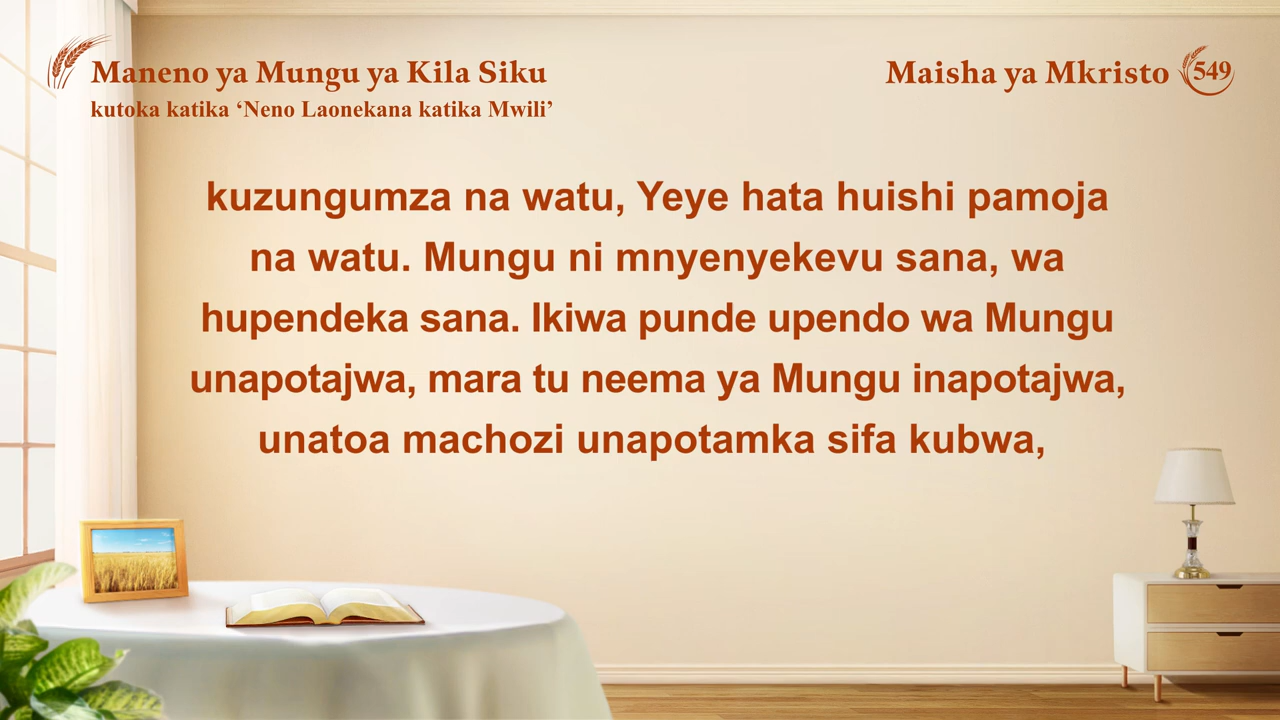 Maneno ya Mungu ya Kila Siku
kutoka katika ‘Neno Laonekana katika Mwili’
Maisha ya Mkristo 549
kuzungumza na watu, Yeye hata huishi pamoja
na watu. Mungu ni mnyenyekevu sana, wa
hupendeka sana. Ikiwa punde upendo wa Mungu
unapotajwa, mara tu neema ya Mungu inapotajwa,
unatoa machozi unapotamka sifa kubwa,